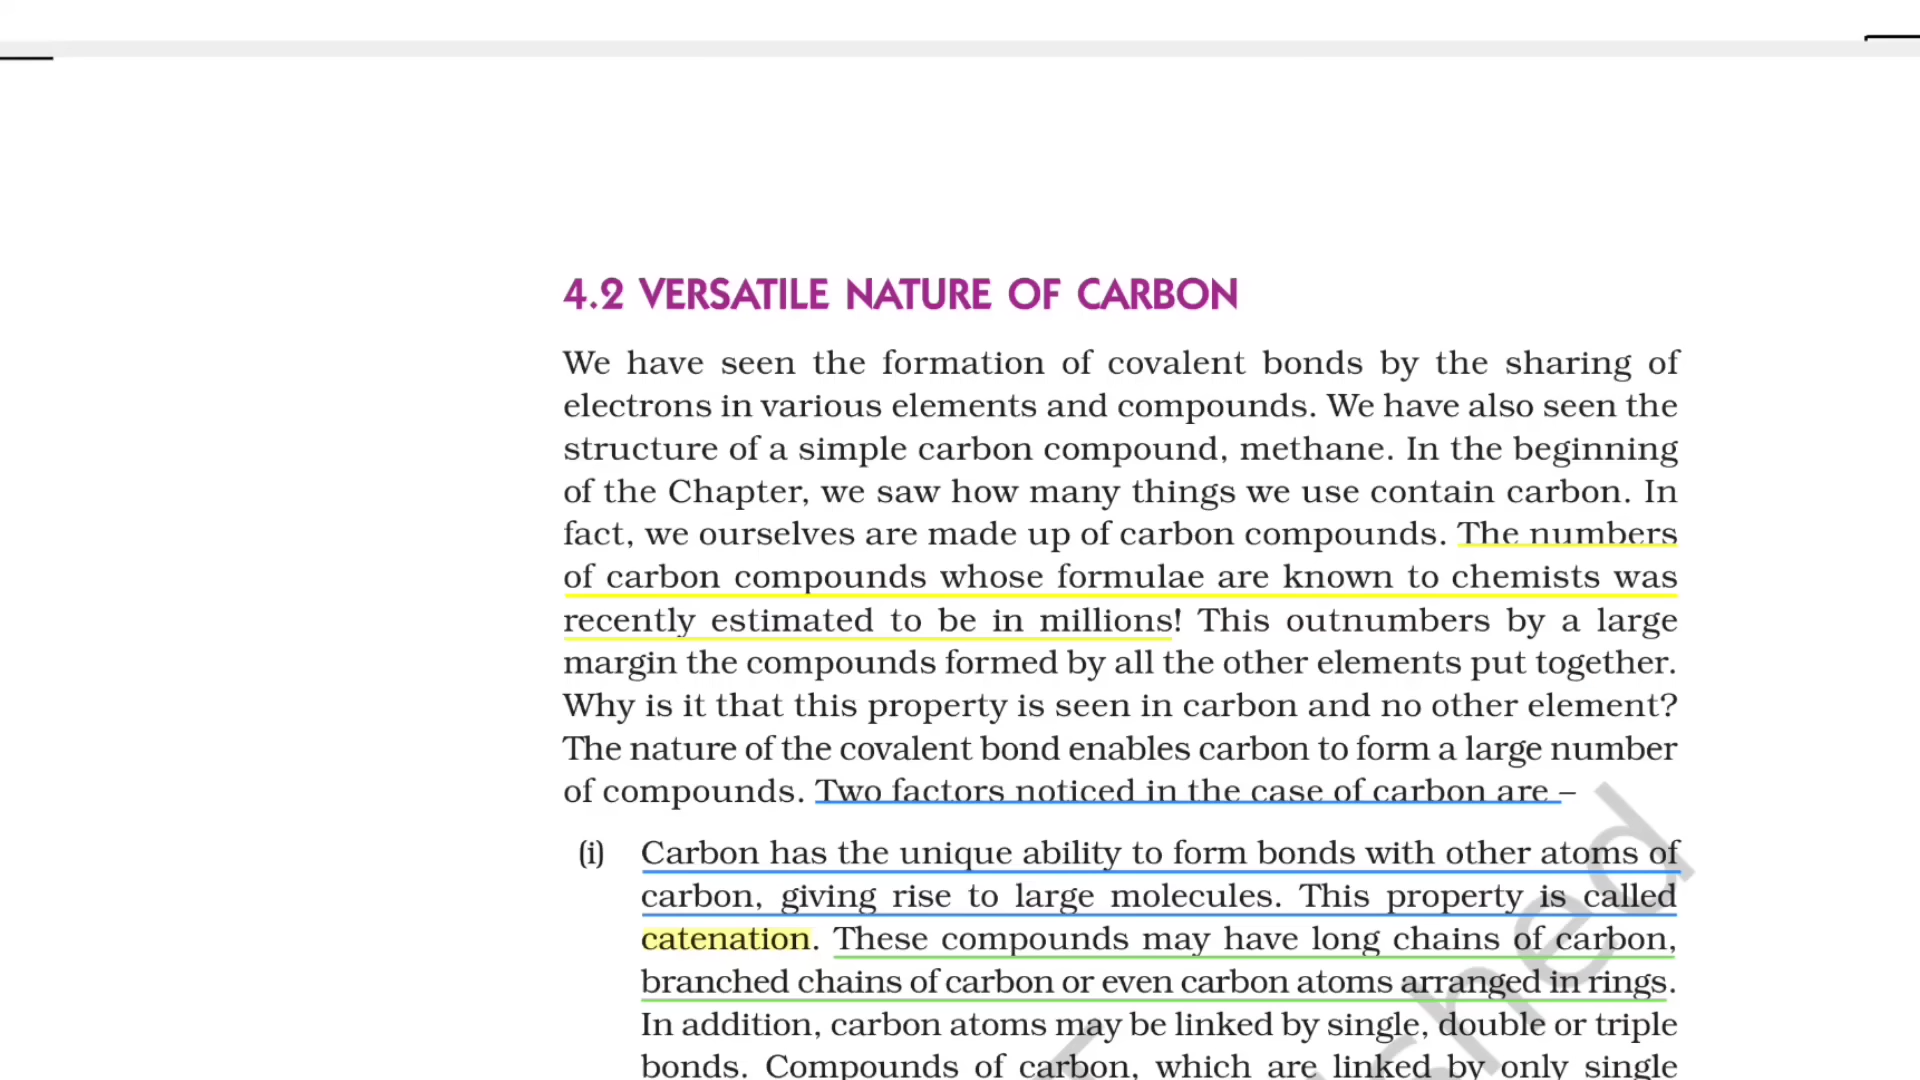 4.2 VERSATILE NATURE OF CARBON
We have seen the formation of covalent bonds by the sharing of
electrons in various elements and compounds. We have also seen the
structure of a simple carbon compound, methane. In the beginning
of the Chapter, we saw how many things we use contain carbon. In
fact, we ourselves are made up of carbon compounds. The numbers
of carbon compounds whose formulae are known to chemists was
recently estimated to be in millions! This outnumbers by a large
margin the compounds formed by all the other elements put together.
Why is it that this property is seen in carbon and no other element?
The nature of the covalent bond enables carbon to form a large number
of compounds. Two factors noticed in the case of carbon are –
(i) Carbon has the unique ability to form bonds with other atoms of
carbon, giving rise to large molecules. This property is called
catenation. These compounds may have long chains of carbon,
branched chains of carbon or even carbon atoms arranged in rings.
In addition, carbon atoms may be linked by single, double or triple
bonds. Compounds of carbon, which are linked by only single